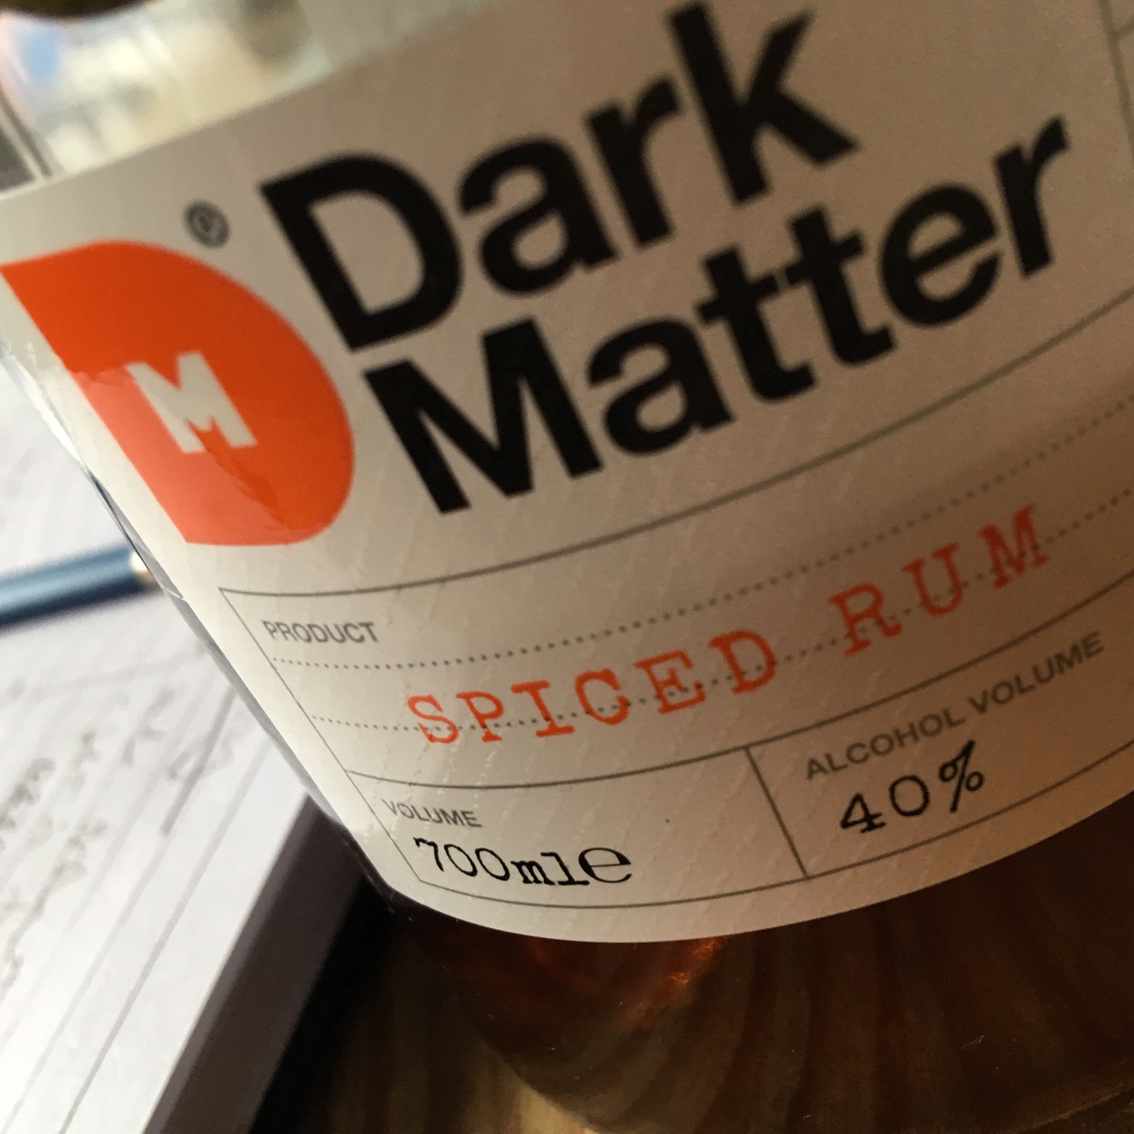 Dark
Matter
M
PRODUCT
SPICED RUM
VOLUME
700ml℮
ALCOHOL VOLUME
40%